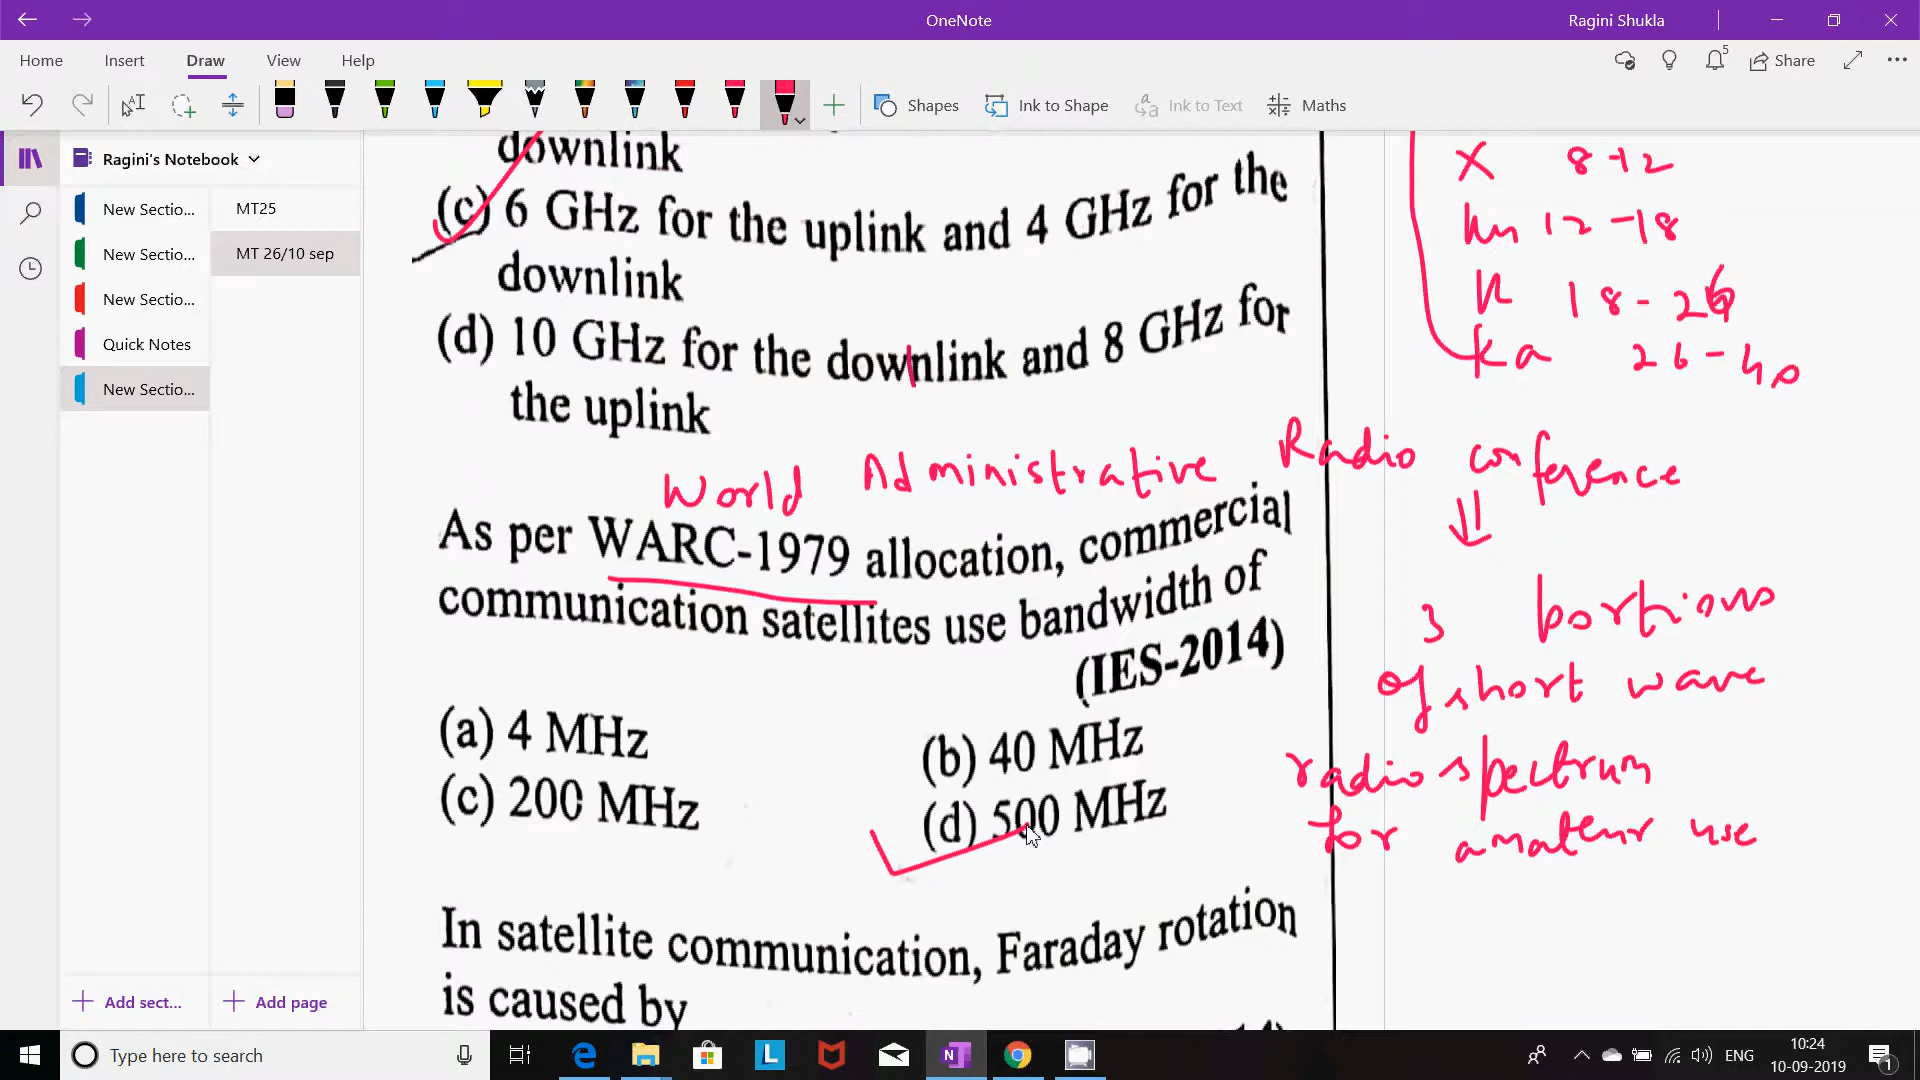 OneNote
Ragini Shukla
Home
Insert
Draw
View
Help
5
Share
Shapes
Ink to Shape
Ink to Text
Maths
Ragini's Notebook
New Sectio...
New Sectio...
New Sectio...
Quick Notes
New Sectio...
MT25
MT 26/10 sep
Add sect...
Add page
downlink
(c) 6 GHz for the uplink and 4 GHz for the
downlink
(d) 10 GHz for the downlink and 8 GHz for
the uplink
World Administrative Radio conference
As per WARC-1979 allocation, commercial
communication satellites use bandwidth of
(IES-2014)
(a) 4 MHz
(b) 40 MHz
(c) 200 MHz
(d) 500 MHz
In satellite communication, Faraday rotation
is caused by
X 8-12
Ku 12-18
K 18-26
Ka 26-40
3 portions
of short wave
radio spectrum
for amateur use
Type here to search
ENG
10:24
10-09-2019
1